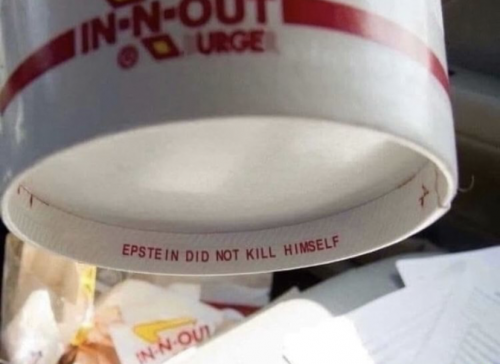 IN-N-OUT
URGE
®
EPSTEIN DID NOT KILL HIMSELF
IN-N-OUT